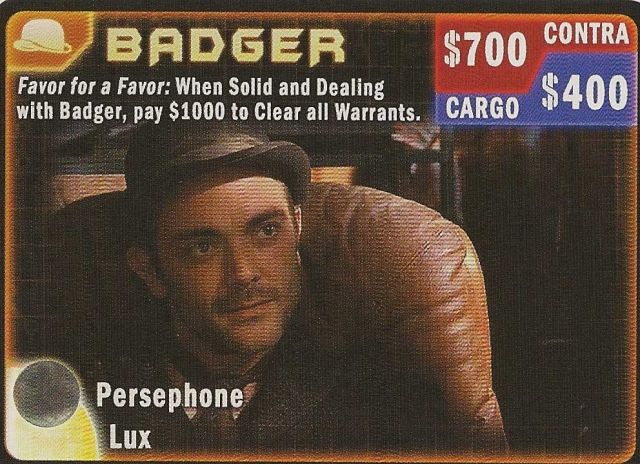 BADGER
$700 CONTRA
CARGO $400
Favor for a Favor: When Solid and Dealing
with Badger, pay $1000 to Clear all Warrants.
Persephone
Lux